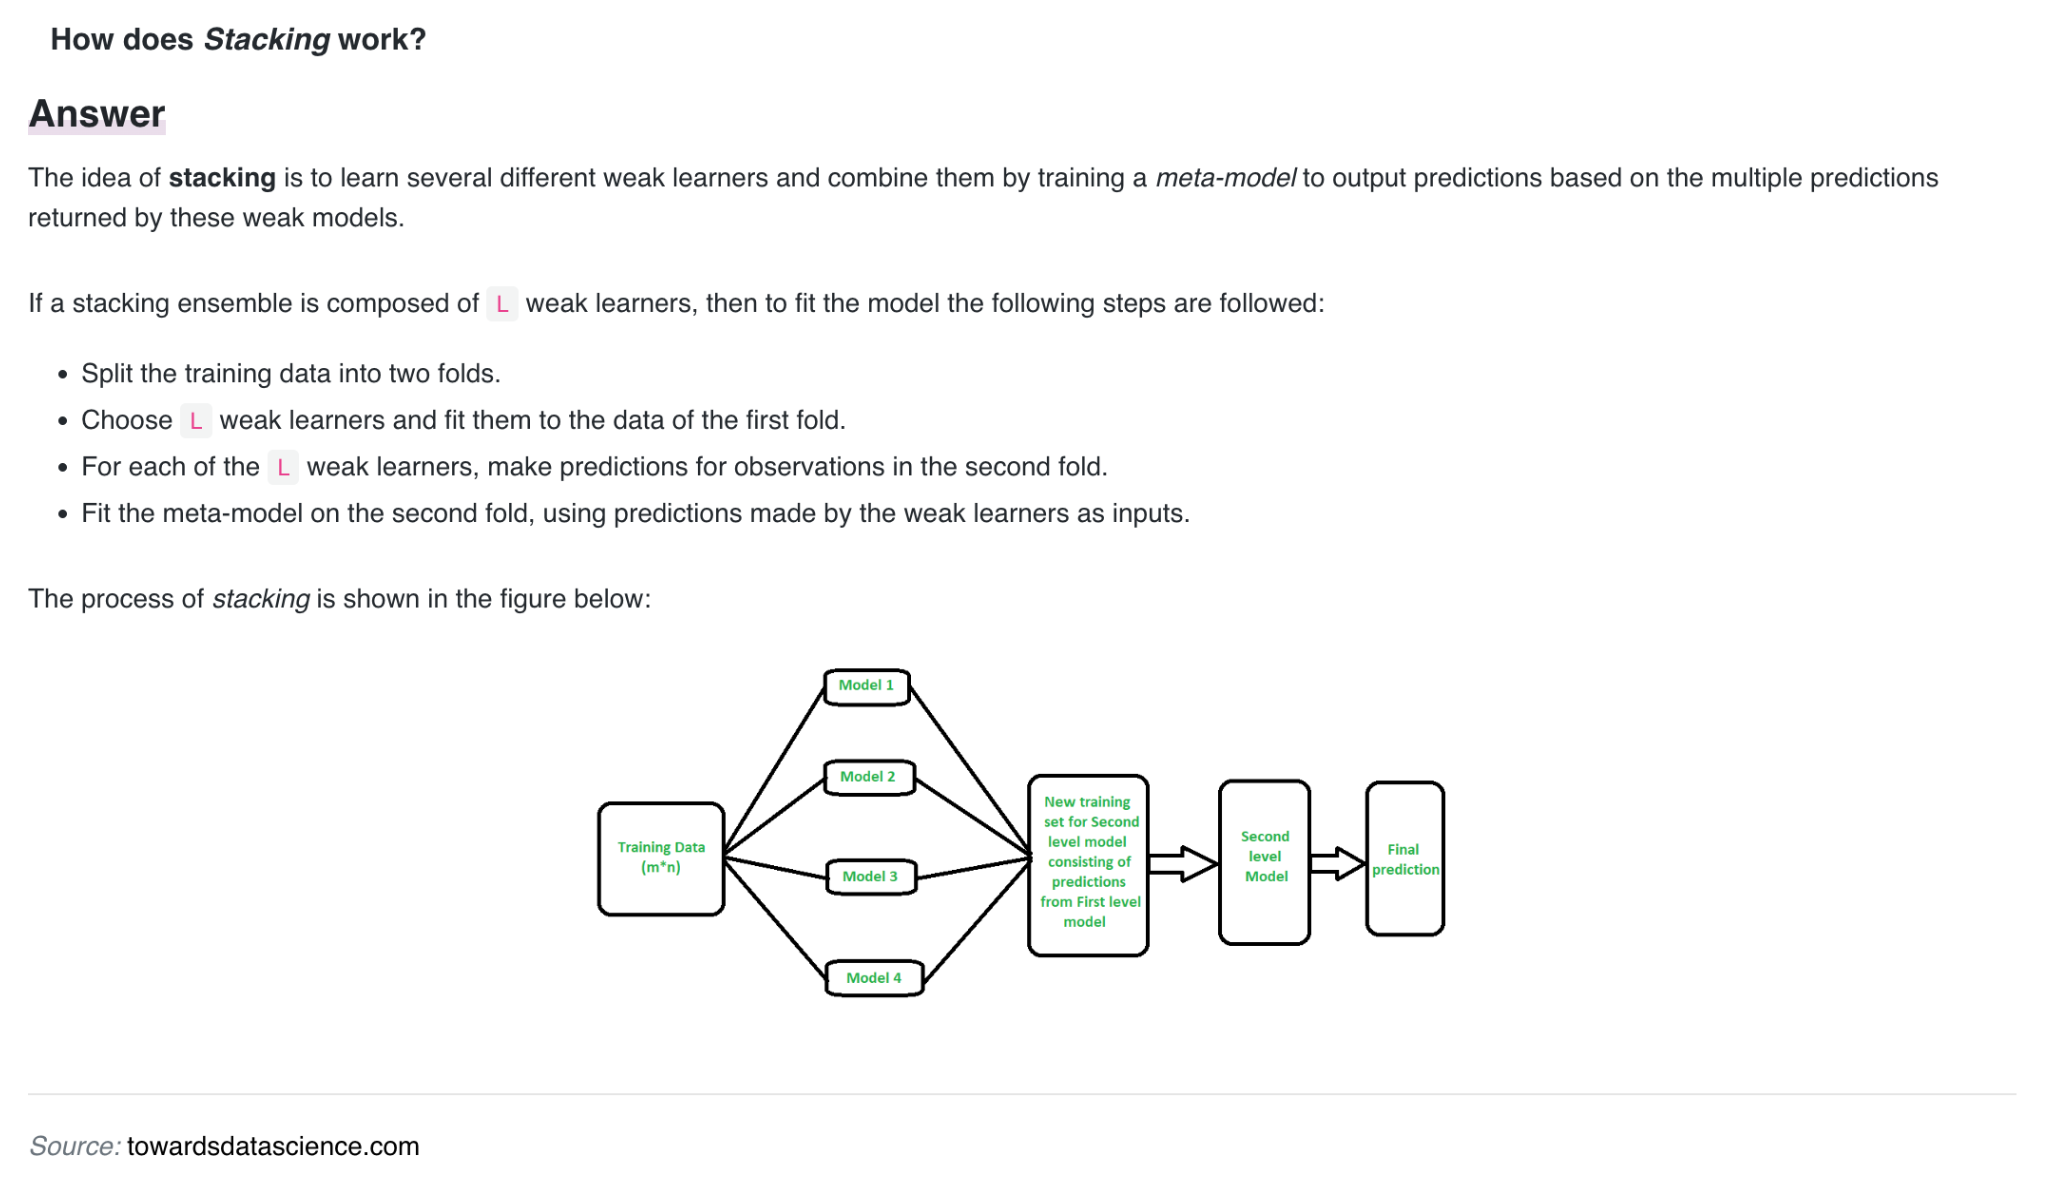 How does Stacking work?
Answer
The idea of stacking is to learn several different weak learners and combine them by training a meta-model to output predictions based on the multiple predictions
returned by these weak models.
If a stacking ensemble is composed of L weak learners, then to fit the model the following steps are followed:
• Split the training data into two folds.
• Choose L weak learners and fit them to the data of the first fold.
• For each of the L weak learners, make predictions for observations in the second fold.
• Fit the meta-model on the second fold, using predictions made by the weak learners as inputs.
The process of stacking is shown in the figure below:
Training Data
(m*n)
Model 1
Model 2
Model 3
Model 4
New training
set for Second
level model
consisting of
predictions
from First level
model
Second
level
Model
Final
prediction
Source: towardsdatascience.com